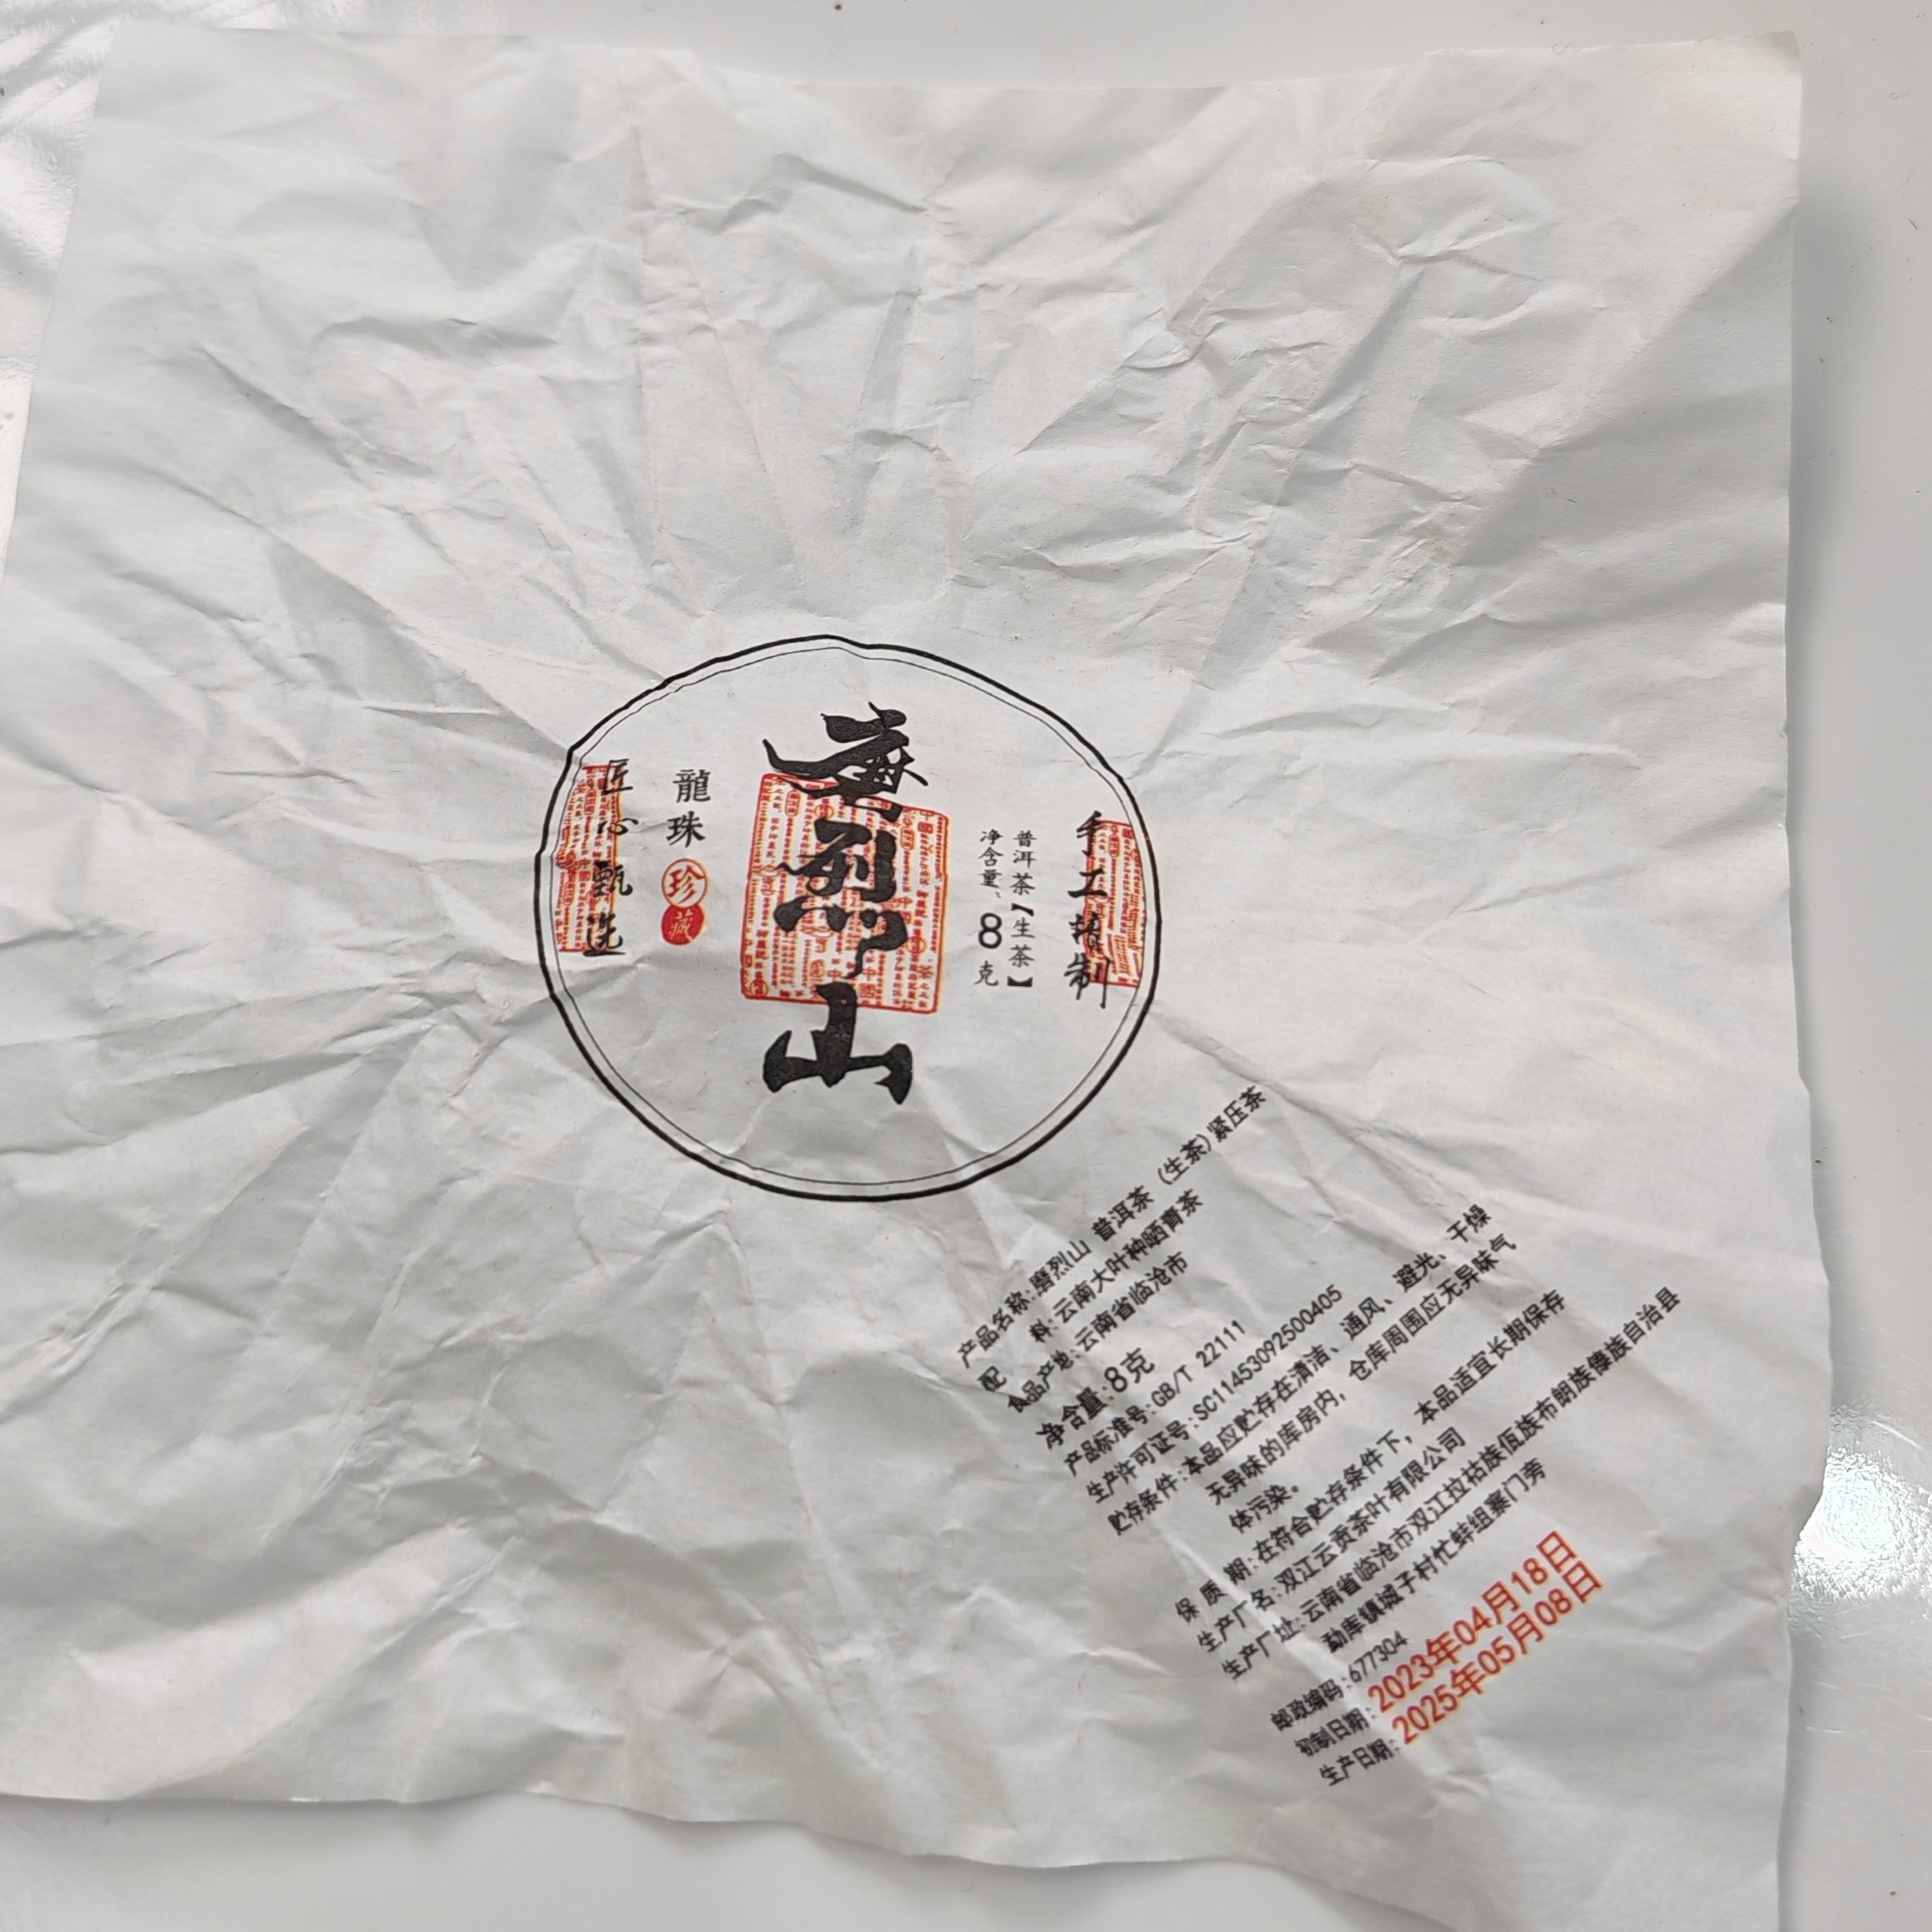 磨烈山
龍珠
珍藏
匠心甄选
普洱茶【生茶】
净含量：8克
手工臻制
产品名称：磨烈山 普洱茶（生茶）紧压茶
配 料：云南大叶种晒青茶
食品产地：云南省临沧市
净含量：8克
产品标准号：GB/T 22111
生产许可证号：SC11453092500405
贮存条件：本品应贮存在清洁、通风、避光、干燥
无异味的库房内，仓库周围应无异味气
体污染。
保 质 期：在符合贮存条件下，本品适宜长期保存
生产厂名：双江云贡茶叶有限公司
生产厂址：云南省临沧市双江拉祜族佤族布朗族傣族自治县
勐库镇城子村忙蚌组寨门旁
邮政编码：677304
初制日期：2023年04月18日
生产日期：2025年05月08日